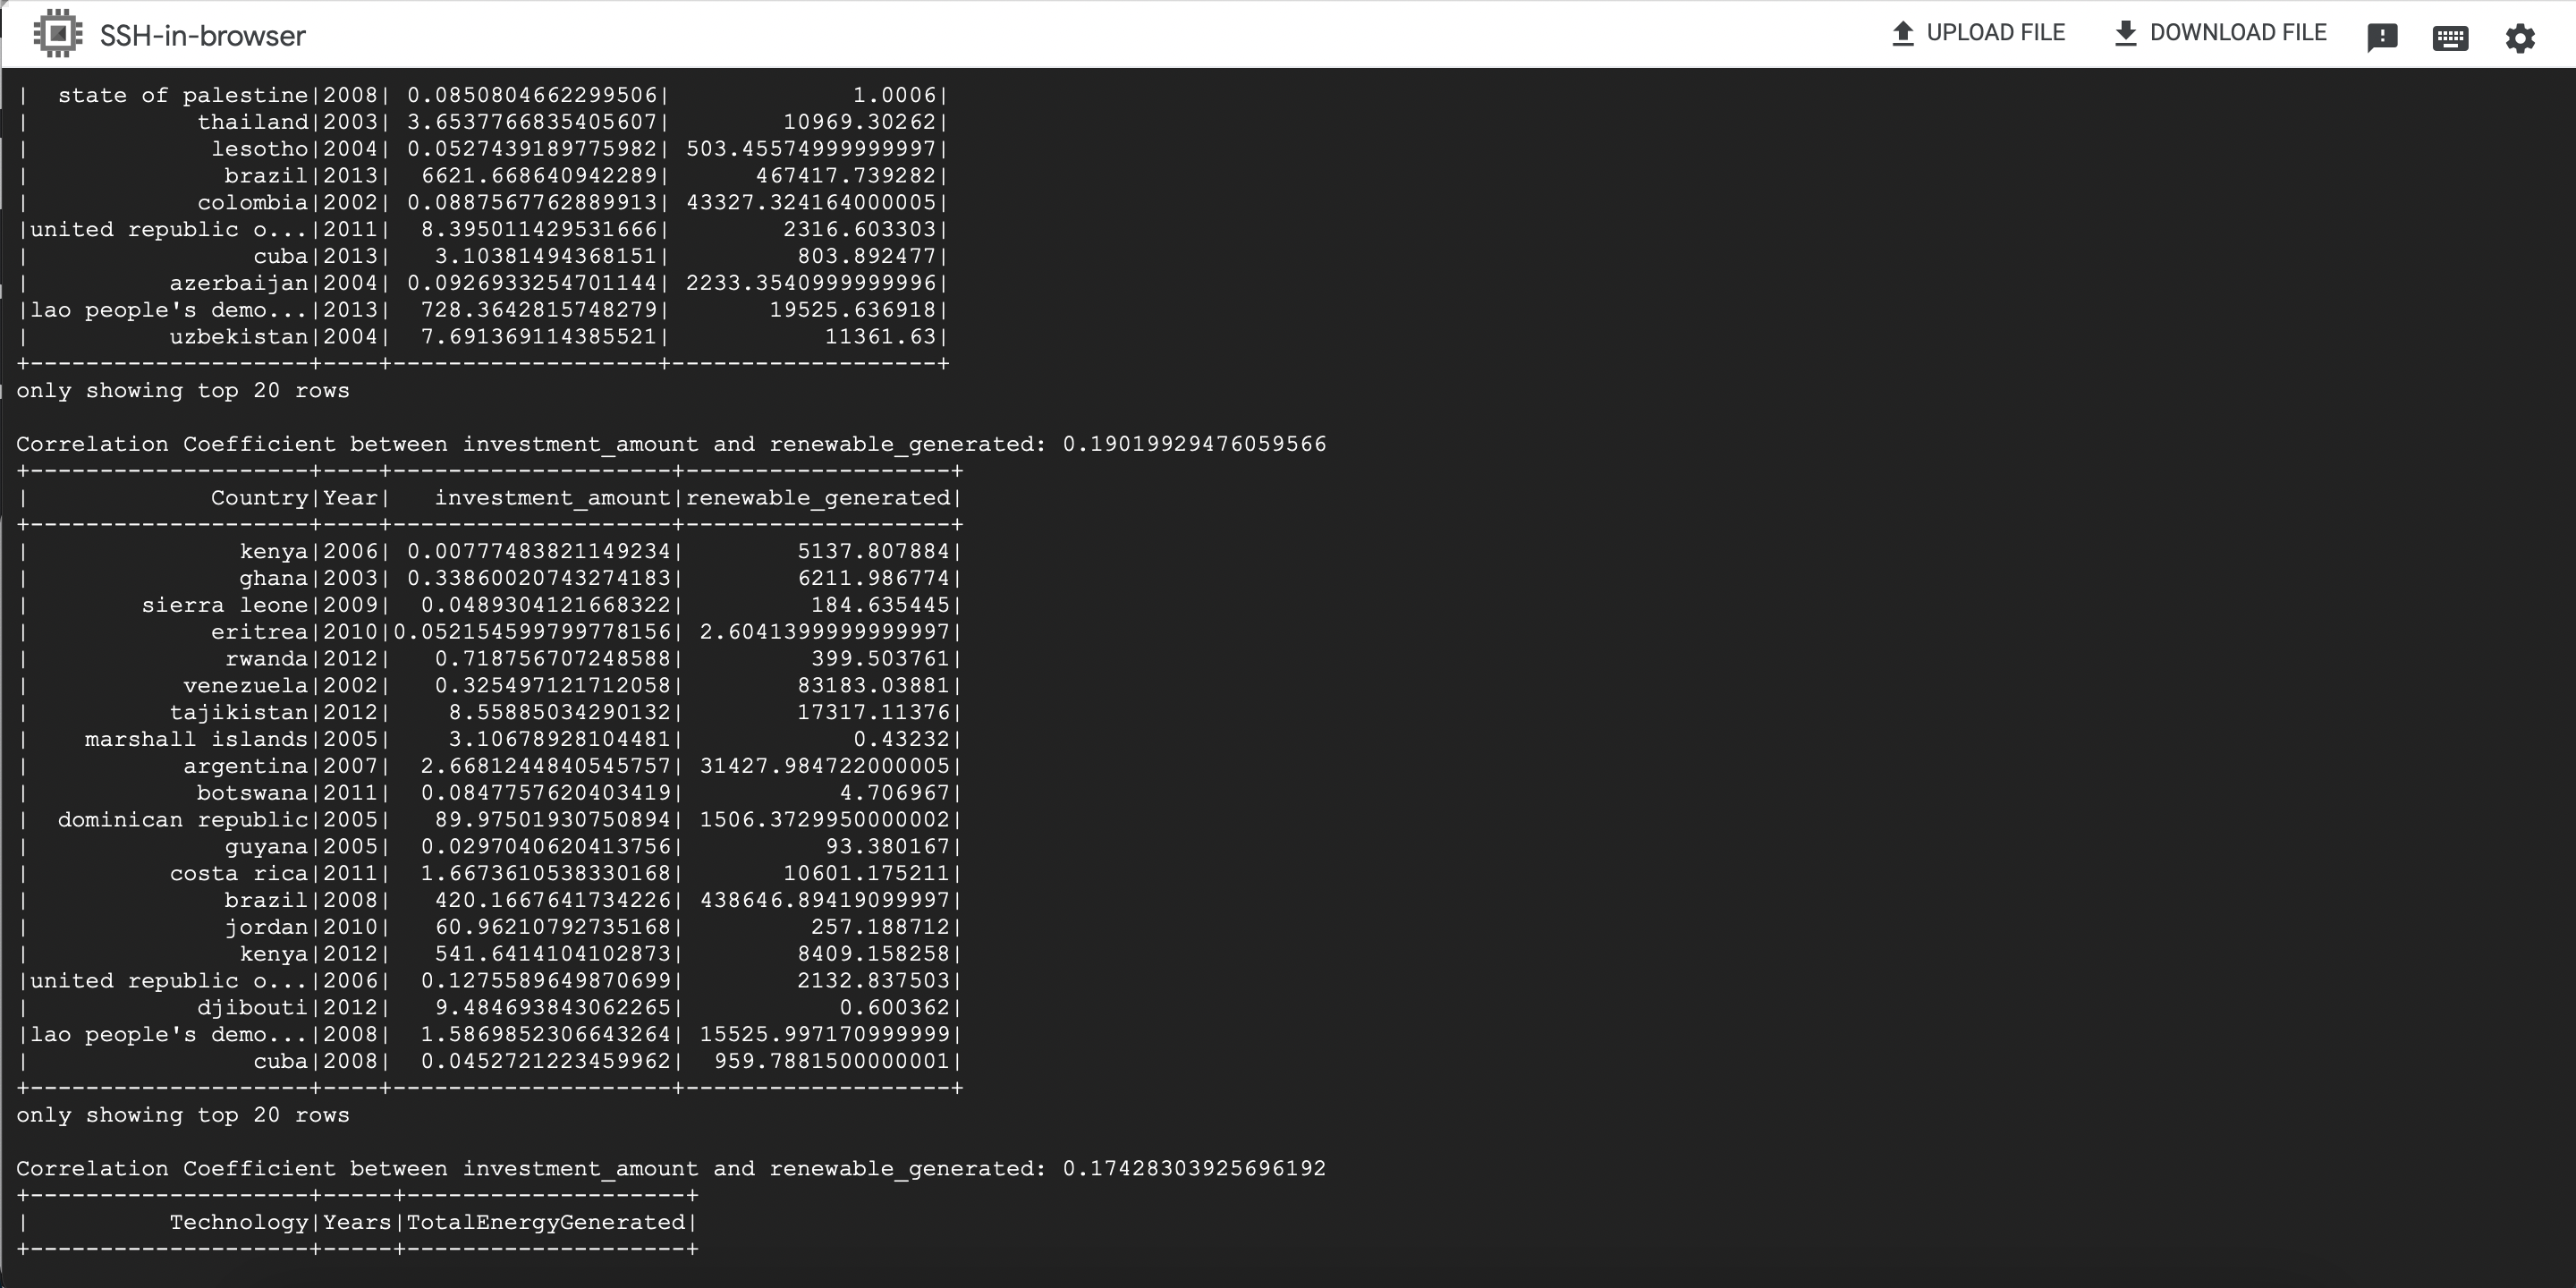 SSH-in-browser
UPLOAD FILE
DOWNLOAD FILE
|  state of palestine|2008| 0.0850804662299506|             1.0006|
|            thailand|2003| 3.6537766835405607|        10969.30262|
|             lesotho|2004| 0.0527439189775982| 503.45574999999997|
|              brazil|2013|  6621.668640942289|      467417.739282|
|            colombia|2002| 0.0887567762889913| 43327.324164000005|
|united republic o...|2011|  8.395011429531666|        2316.603303|
|                cuba|2013|   3.10381494368151|         803.892477|
|          azerbaijan|2004| 0.0926933254701144| 2233.3540999999996|
|lao people's demo...|2013|  728.3642815748279|       19525.636918|
|          uzbekistan|2004|  7.691369114385521|           11361.63|
+--------------------+----+-------------------+-------------------+
only showing top 20 rows
Correlation Coefficient between investment_amount and renewable_generated: 0.19019929476059566
+--------------------+----+--------------------+-------------------+
|             Country|Year|   investment_amount|renewable_generated|
+--------------------+----+--------------------+-------------------+
|               kenya|2006| 0.00777483821149234|        5137.807884|
|               ghana|2003| 0.33860020743274183|        6211.986774|
|        sierra leone|2009|  0.0489304121668322|         184.635445|
|             eritrea|2010|0.052154599799778156| 2.6041399999999997|
|              rwanda|2012|   0.718756707248588|         399.503761|
|           venezuela|2002|   0.325497121712058|        83183.03881|
|          tajikistan|2012|    8.55885034290132|        17317.11376|
|    marshall islands|2005|    3.10678928104481|            0.43232|
|           argentina|2007|  2.6681244840545757| 31427.984722000005|
|            botswana|2011|  0.0847757620403419|           4.706967|
|  dominican republic|2005|   89.97501930750894| 1506.3729950000002|
|              guyana|2005|  0.0297040620413756|          93.380167|
|          costa rica|2011|  1.6673610538330168|       10601.175211|
|              brazil|2008|   420.1667641734226| 438646.89419099997|
|              jordan|2010|   60.96210792735168|         257.188712|
|               kenya|2012|   541.6414104102873|        8409.158258|
|united republic o...|2006|  0.1275589649870699|        2132.837503|
|            djibouti|2012|   9.484693843062265|           0.600362|
|lao people's demo...|2008|  1.5869852306643264| 15525.997170999999|
|                cuba|2008|  0.0452721223459962|  959.7881500000001|
+--------------------+----+--------------------+-------------------+
only showing top 20 rows
Correlation Coefficient between investment_amount and renewable_generated: 0.17428303925696192
+--------------------+-----+--------------------+
|          Technology|Years|TotalEnergyGenerated|
+--------------------+-----+--------------------+